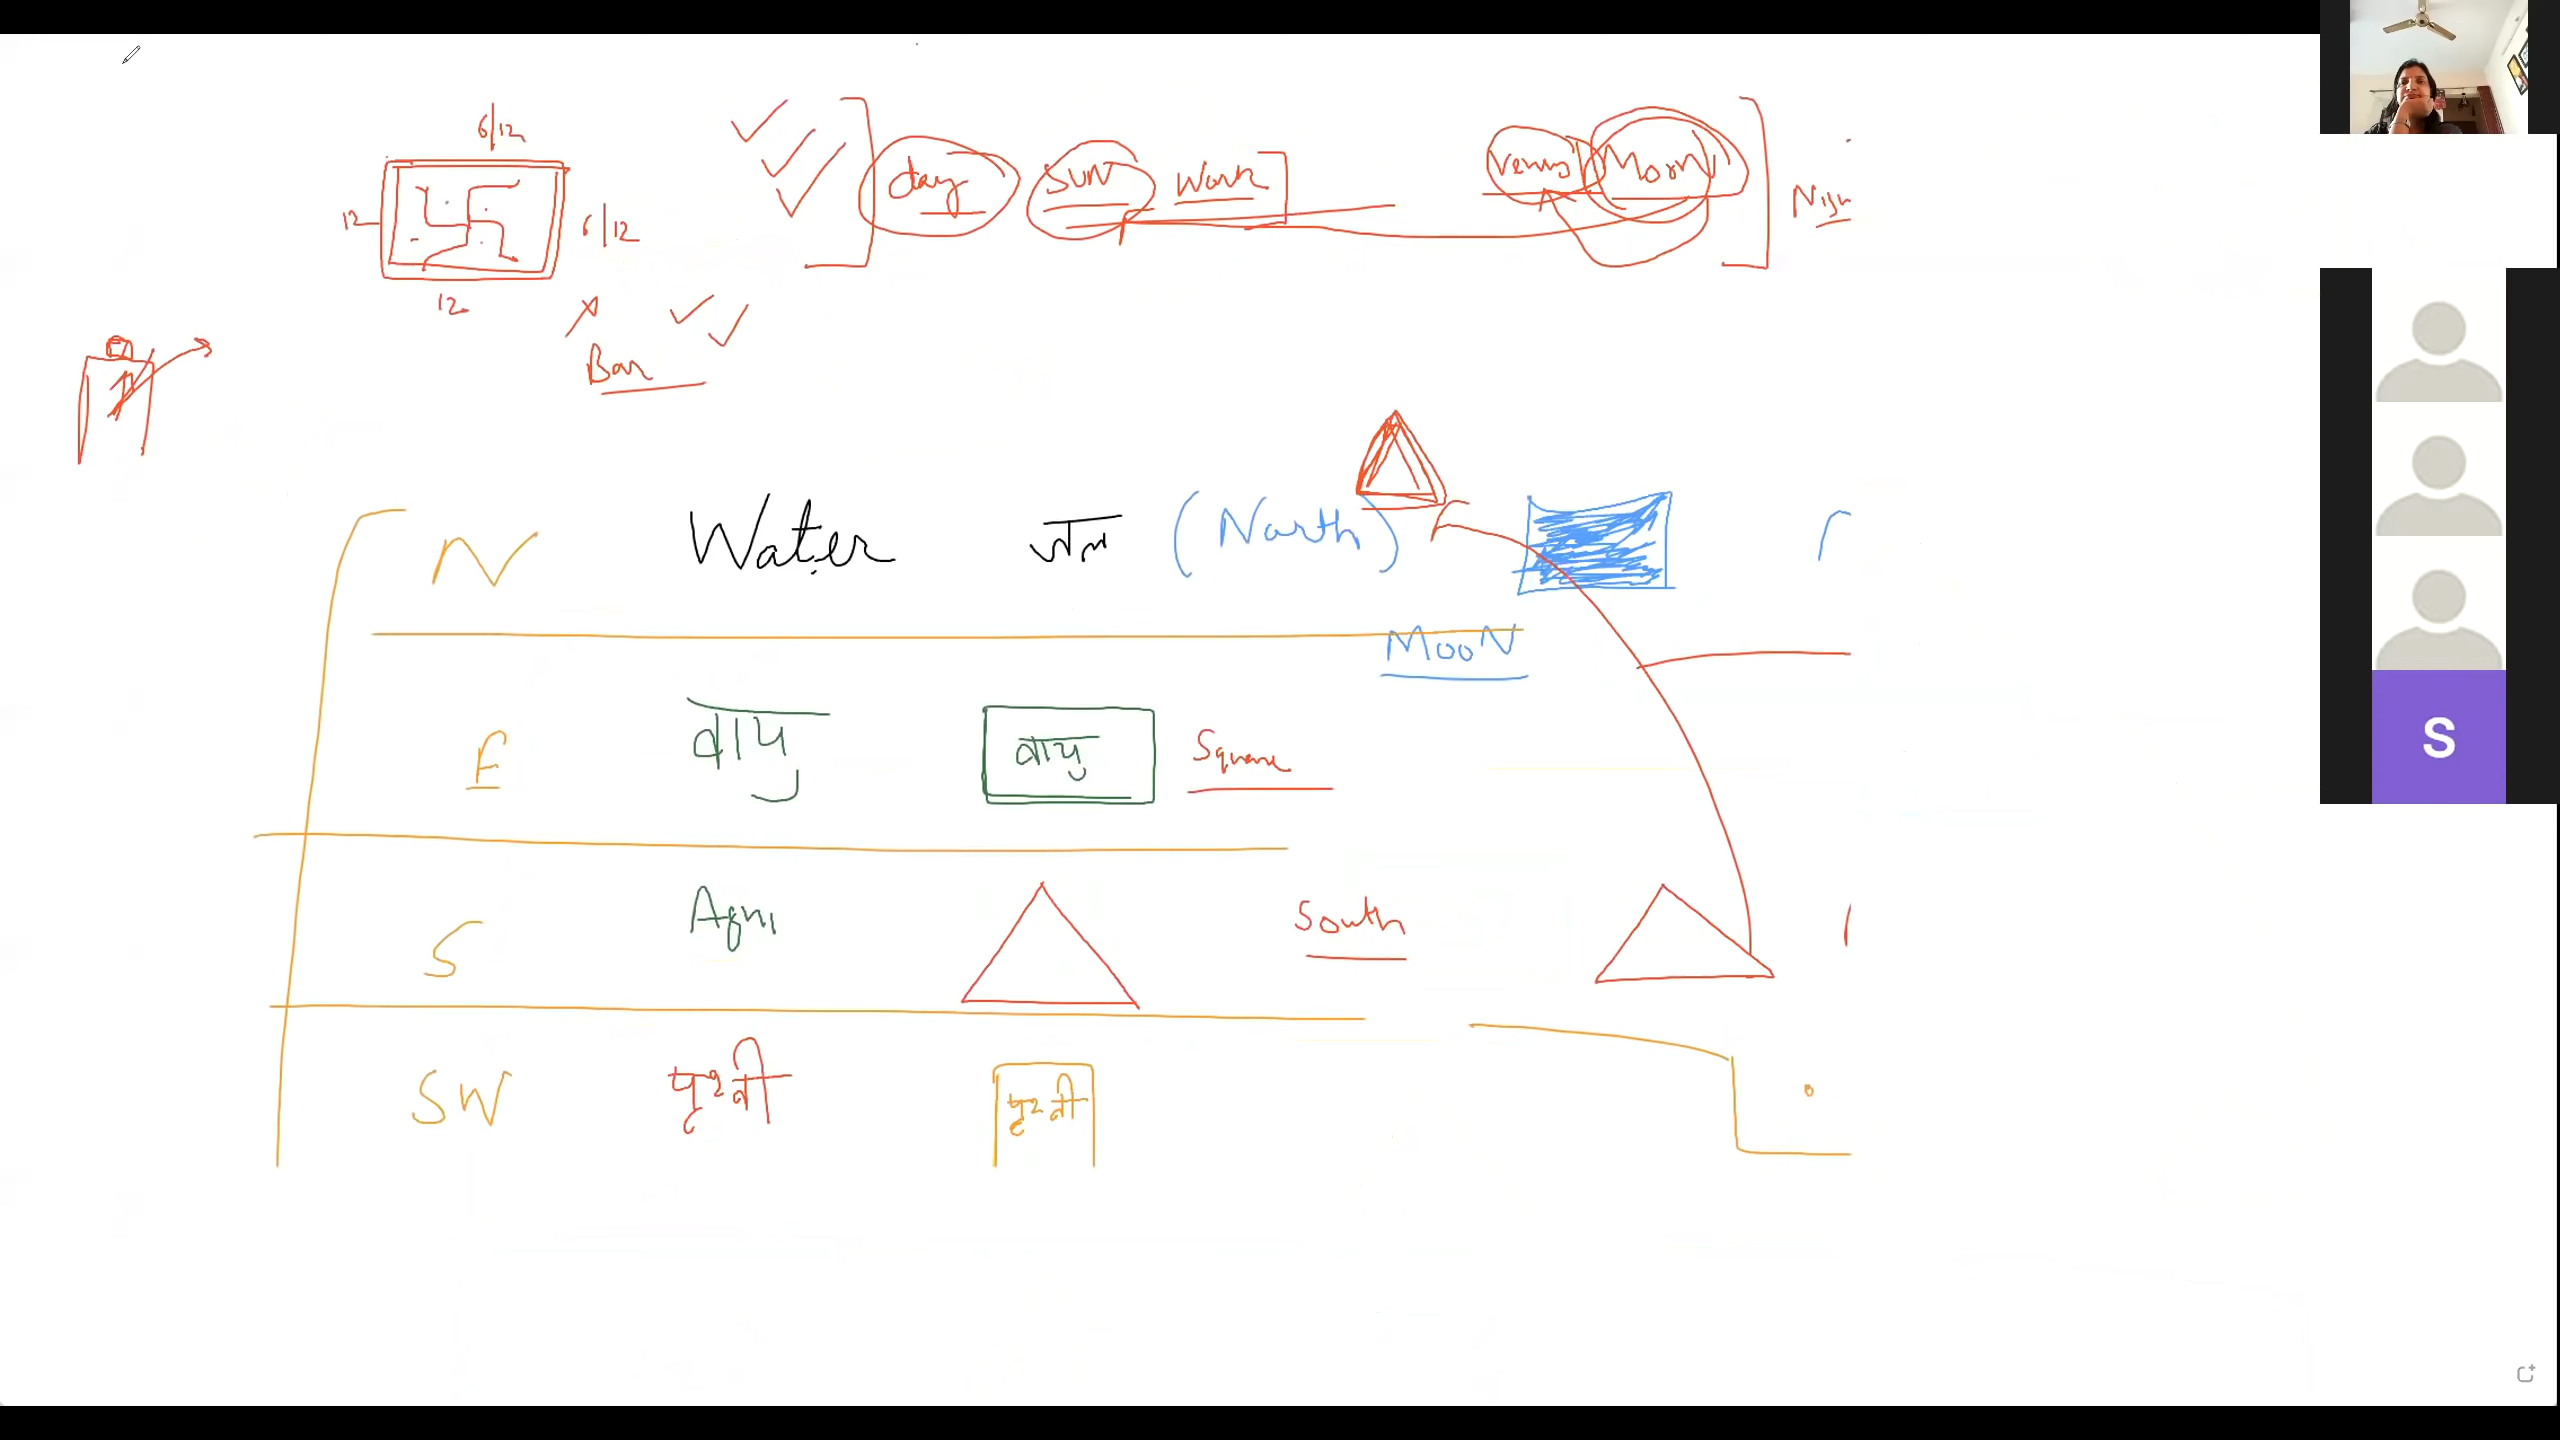 6/12
day SUN Work Venus MOON
12 6/12
12
Bar
N Water जल (North)
MOON
E वायु वायु Square
S Agni South
SW पृथ्वी पृथ्वी
S